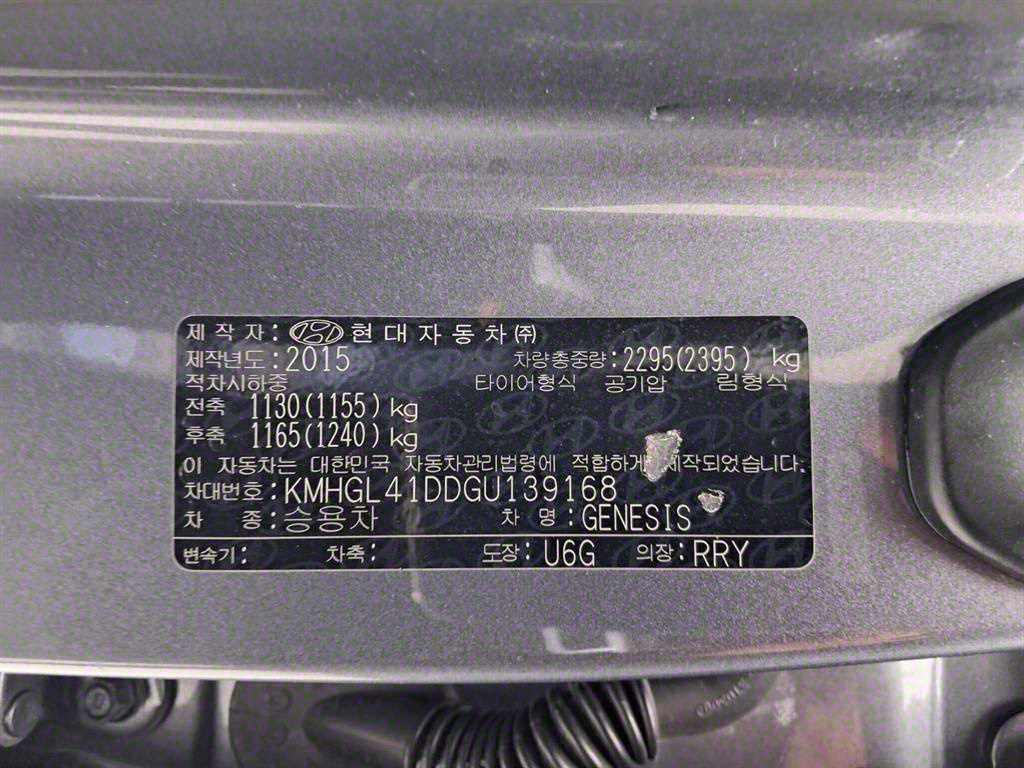 제 작 자 : 현 대 자 동 차 ㈜
제작년도 : 2015 차량총중량 : 2295(2395) kg
적차시하중 타이어형식 공기압 림형식
전축 1130(1155) kg
후축 1165(1240) kg
이 자동차는 대한민국 자동차관리법령에 적합하게 제작되었습니다.
차대번호 : KMHGL41DDGU139168
차 종 : 승용차 차 명 : GENESIS
변속기 : 차축 : 도장 : U6G 의장 : RRY